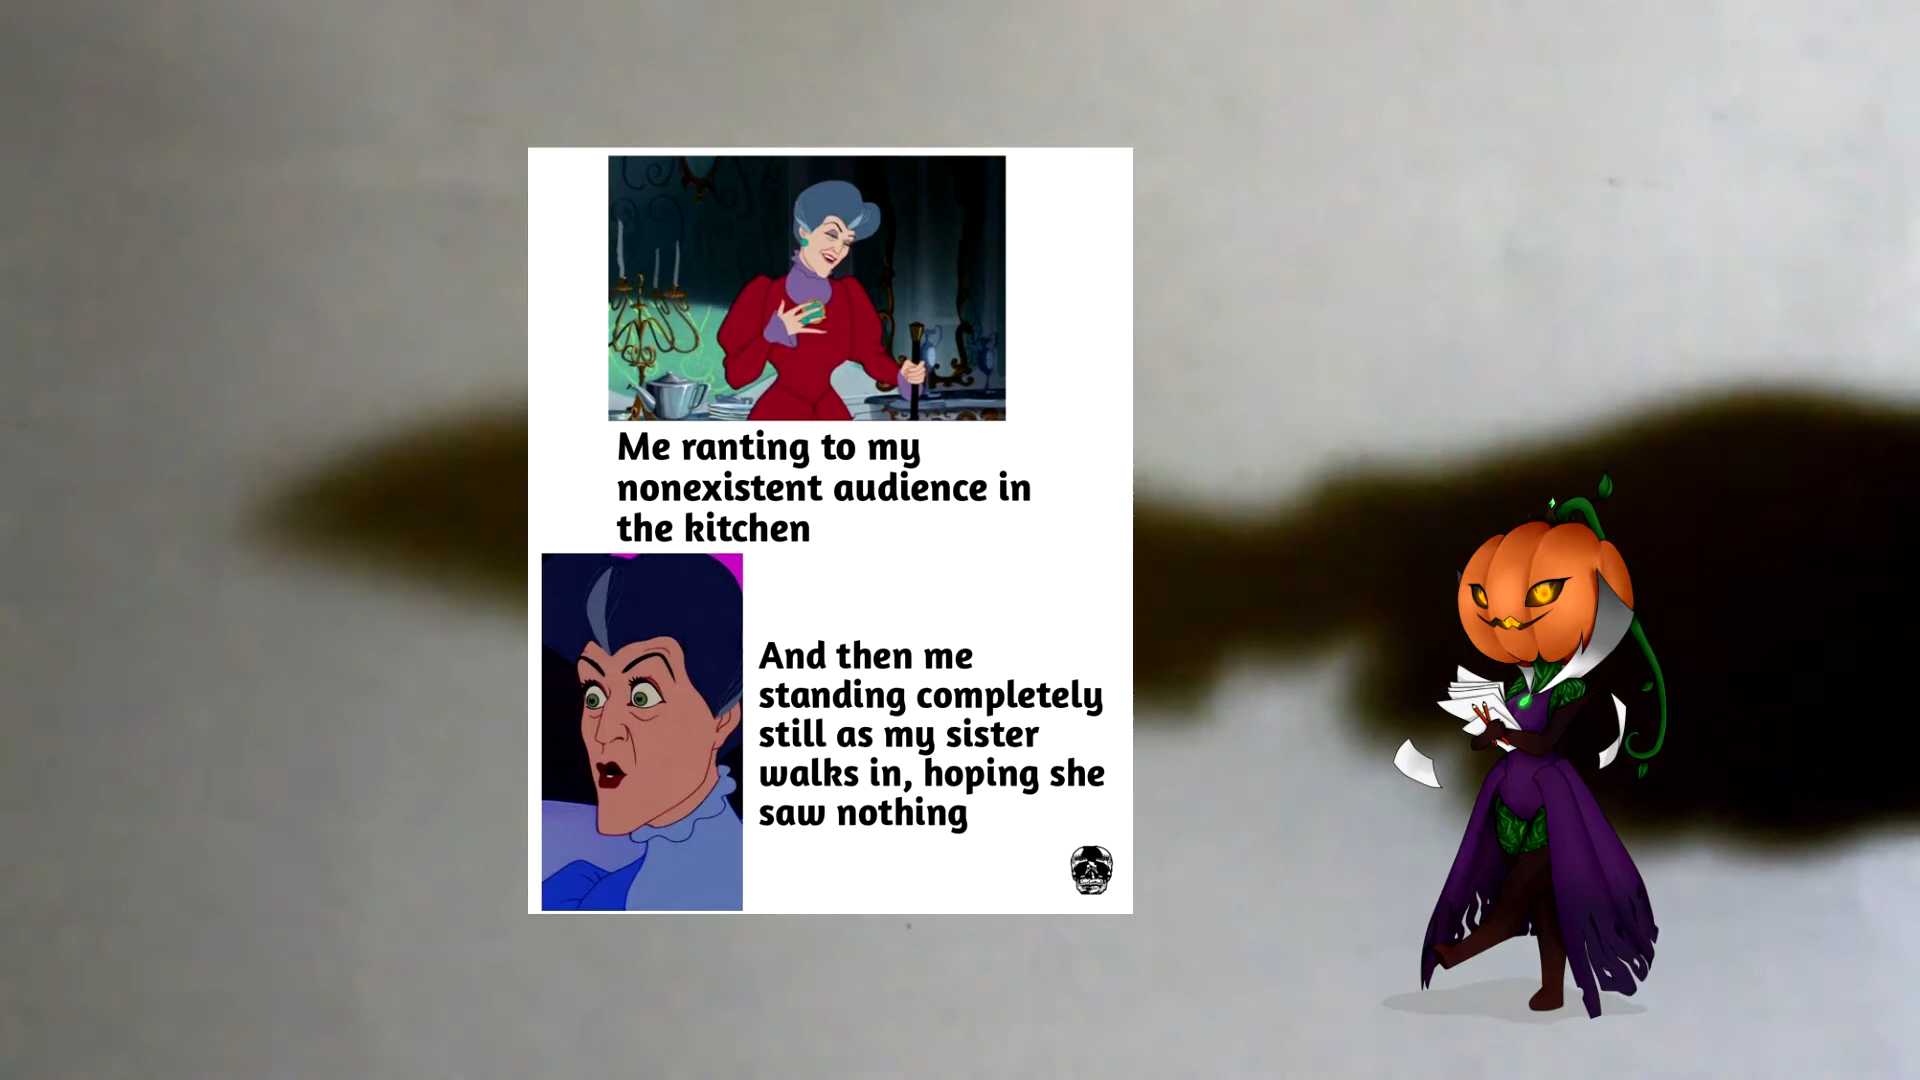 Me ranting to my
nonexistent audience in
the kitchen
And then me
standing completely
still as my sister
walks in, hoping she
saw nothing